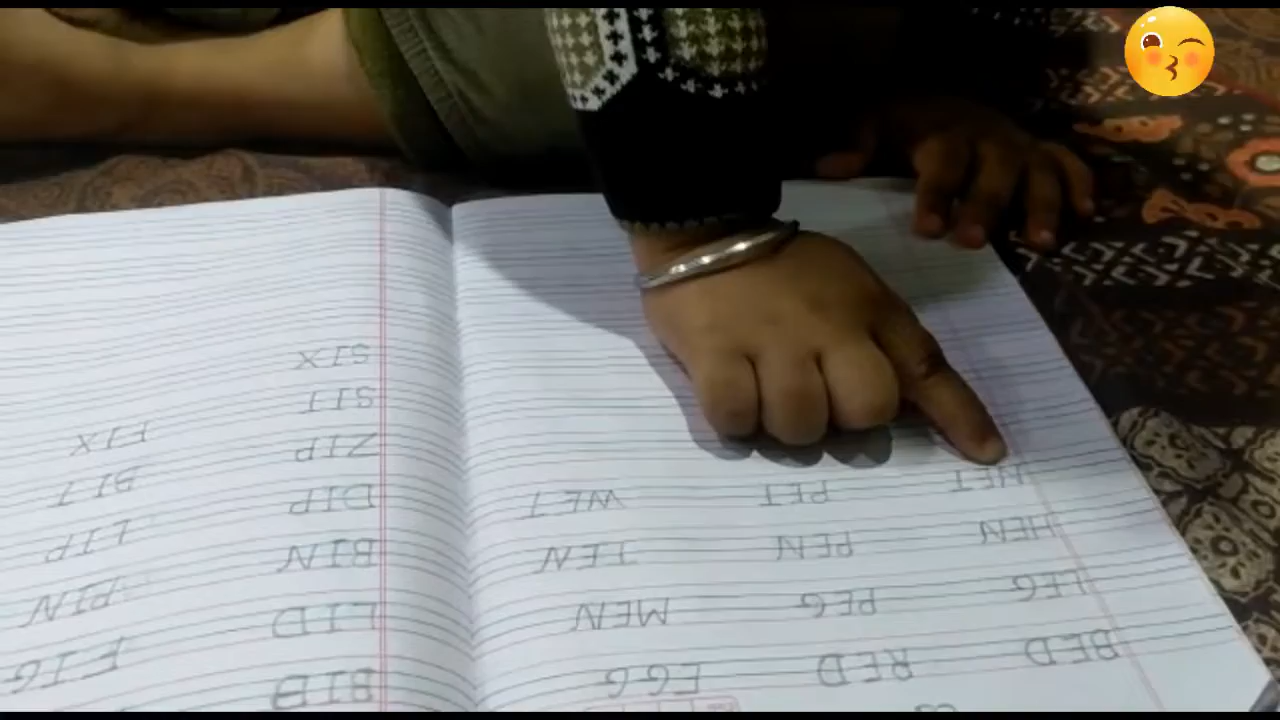 BED RED EGG
LEG PEG MEN
HEN PEN TEN
MET PET WET
BIB FIG
LID PIN
BIN LIP
DIP BIT
ZIP FIX
SIT
SIX